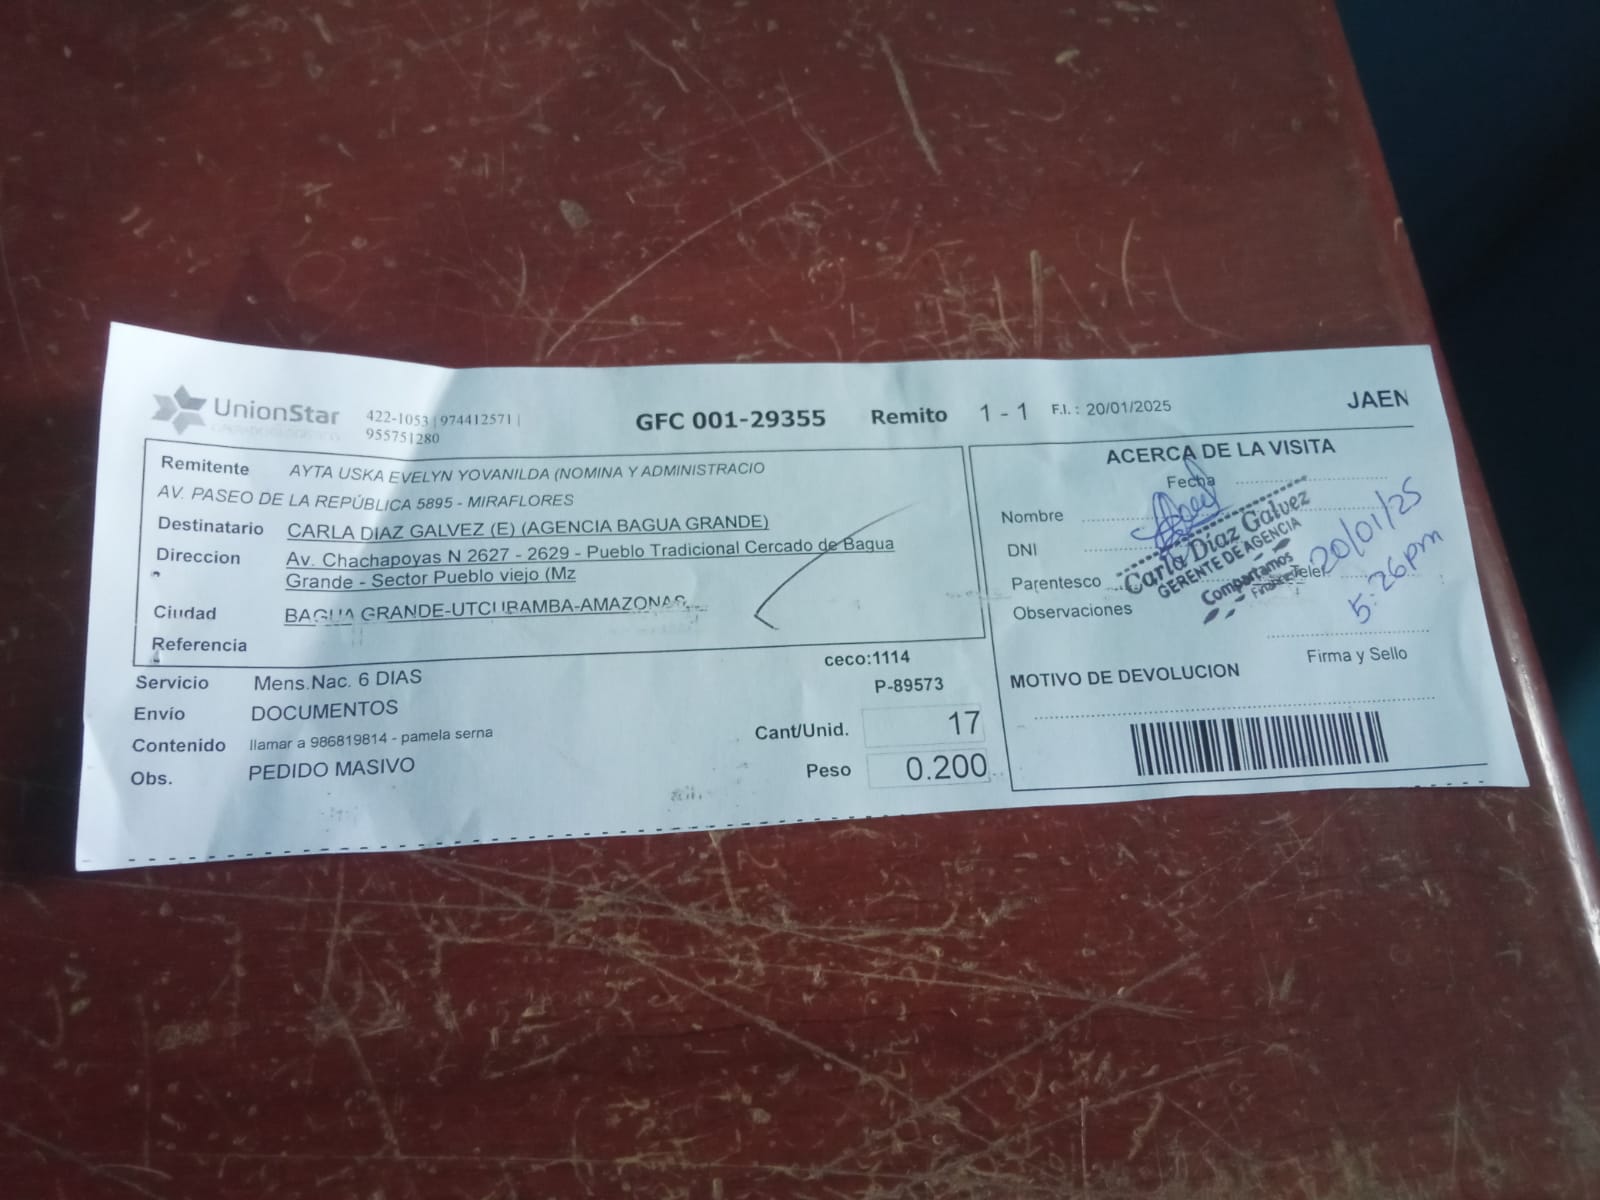 UnionStar 422-1053 | 974412571 |
955751280
GFC 001-29355 Remito 1 - 1 F.I.: 20/01/2025 JAEN
Remitente AYTA USKA EVELYN YOVANILDA (NOMINA Y ADMINISTRACIO
AV. PASEO DE LA REPÚBLICA 5895 - MIRAFLORES
Destinatario CARLA DIAZ GALVEZ (E) (AGENCIA BAGUA GRANDE)
Direccion Av. Chachapoyas N 2627 - 2629 - Pueblo Tradicional Cercado de Bagua
Grande - Sector Pueblo viejo (Mz
Ciudad BAGUA GRANDE-UTCUBAMBA-AMAZONAS
Referencia
Servicio Mens.Nac. 6 DIAS
Envío DOCUMENTOS
Contenido llamar a 986819814 - pamela serna
Obs. PEDIDO MASIVO
ceco:1114
P-89573
Cant/Unid. 17
Peso 0.200
ACERCA DE LA VISITA
Fecha
Nombre
DNI
Parentesco Telef.
Observaciones
Carla Díaz Galvez
GERENTE DE AGENCIA
Compartamos
Financiera
20/01/25
5:26pm
Firma y Sello
MOTIVO DE DEVOLUCION